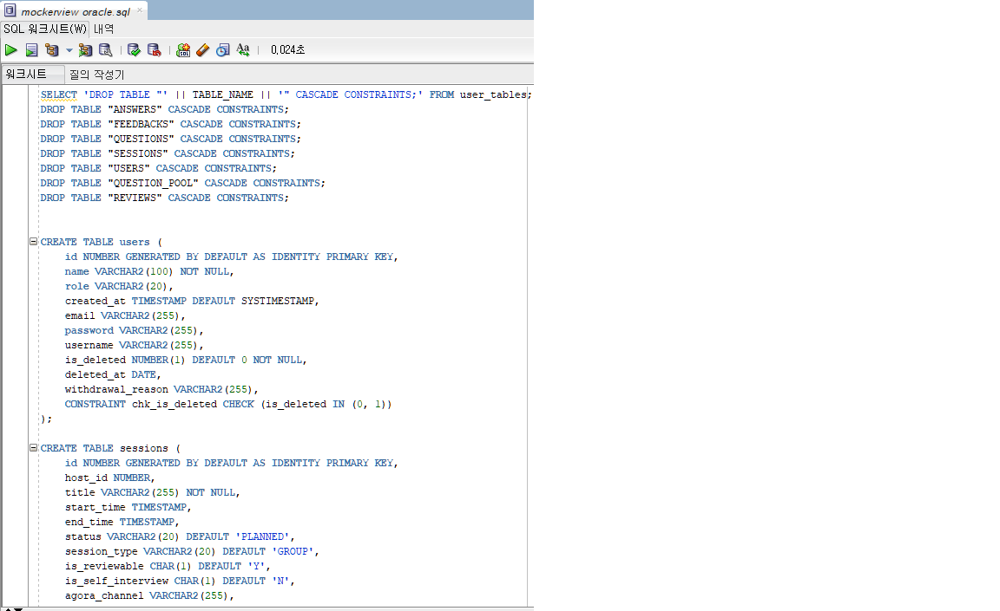 mockerview oracle.sql
SQL 워크시트(W) 내역
0,024초
워크시트 질의 작성기
SELECT 'DROP TABLE "' || TABLE_NAME || '" CASCADE CONSTRAINTS;' FROM user_tables;
DROP TABLE "ANSWERS" CASCADE CONSTRAINTS;
DROP TABLE "FEEDBACKS" CASCADE CONSTRAINTS;
DROP TABLE "QUESTIONS" CASCADE CONSTRAINTS;
DROP TABLE "SESSIONS" CASCADE CONSTRAINTS;
DROP TABLE "USERS" CASCADE CONSTRAINTS;
DROP TABLE "QUESTION_POOL" CASCADE CONSTRAINTS;
DROP TABLE "REVIEWS" CASCADE CONSTRAINTS;
CREATE TABLE users (
id NUMBER GENERATED BY DEFAULT AS IDENTITY PRIMARY KEY,
name VARCHAR2(100) NOT NULL,
role VARCHAR2(20),
created_at TIMESTAMP DEFAULT SYSTIMESTAMP,
email VARCHAR2(255),
password VARCHAR2(255),
username VARCHAR2(255),
is_deleted NUMBER(1) DEFAULT 0 NOT NULL,
deleted_at DATE,
withdrawal_reason VARCHAR2(255),
CONSTRAINT chk_is_deleted CHECK (is_deleted IN (0, 1))
);
CREATE TABLE sessions (
id NUMBER GENERATED BY DEFAULT AS IDENTITY PRIMARY KEY,
host_id NUMBER,
title VARCHAR2(255) NOT NULL,
start_time TIMESTAMP,
end_time TIMESTAMP,
status VARCHAR2(20) DEFAULT 'PLANNED',
session_type VARCHAR2(20) DEFAULT 'GROUP',
is_reviewable CHAR(1) DEFAULT 'Y',
is_self_interview CHAR(1) DEFAULT 'N',
agora_channel VARCHAR2(255),